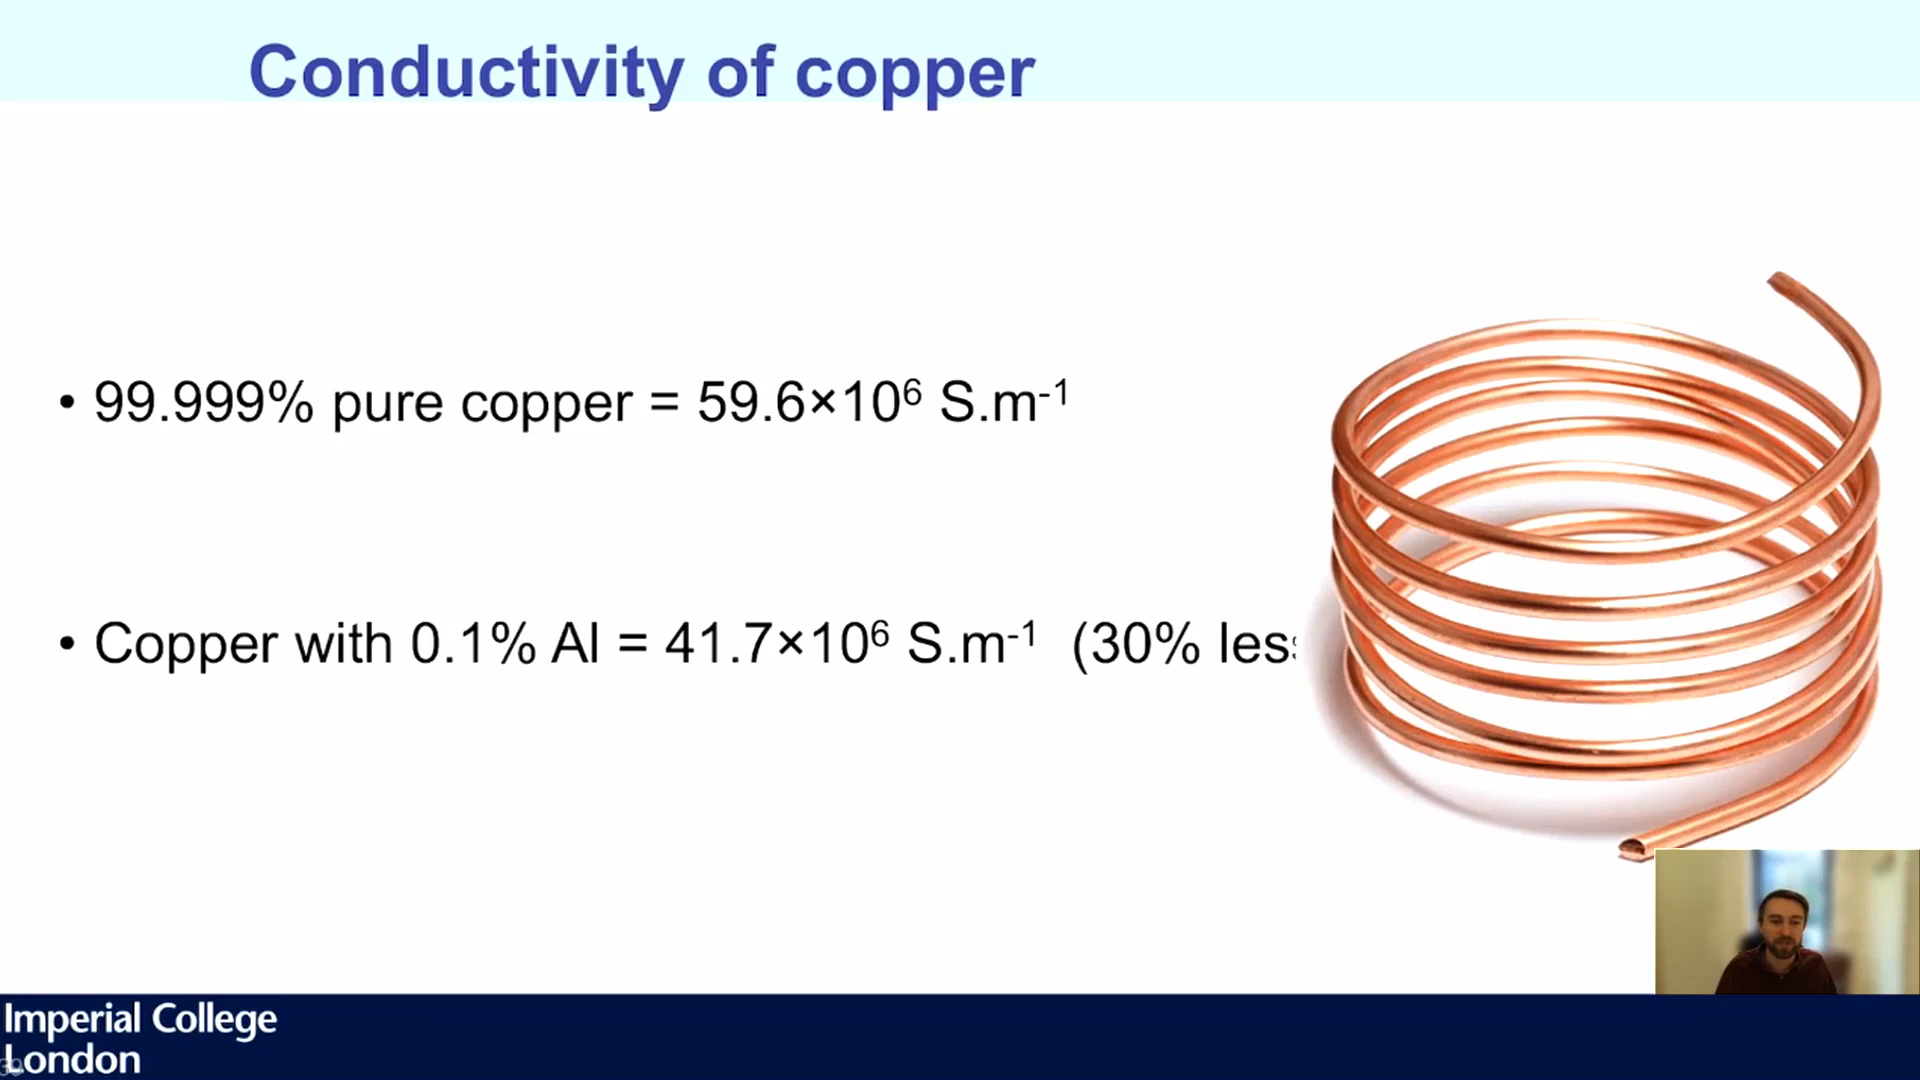 Conductivity of copper
• 99.999% pure copper = 59.6×10⁶ S.m⁻¹
• Copper with 0.1% Al = 41.7×10⁶ S.m⁻¹ (30% less
Imperial College
London